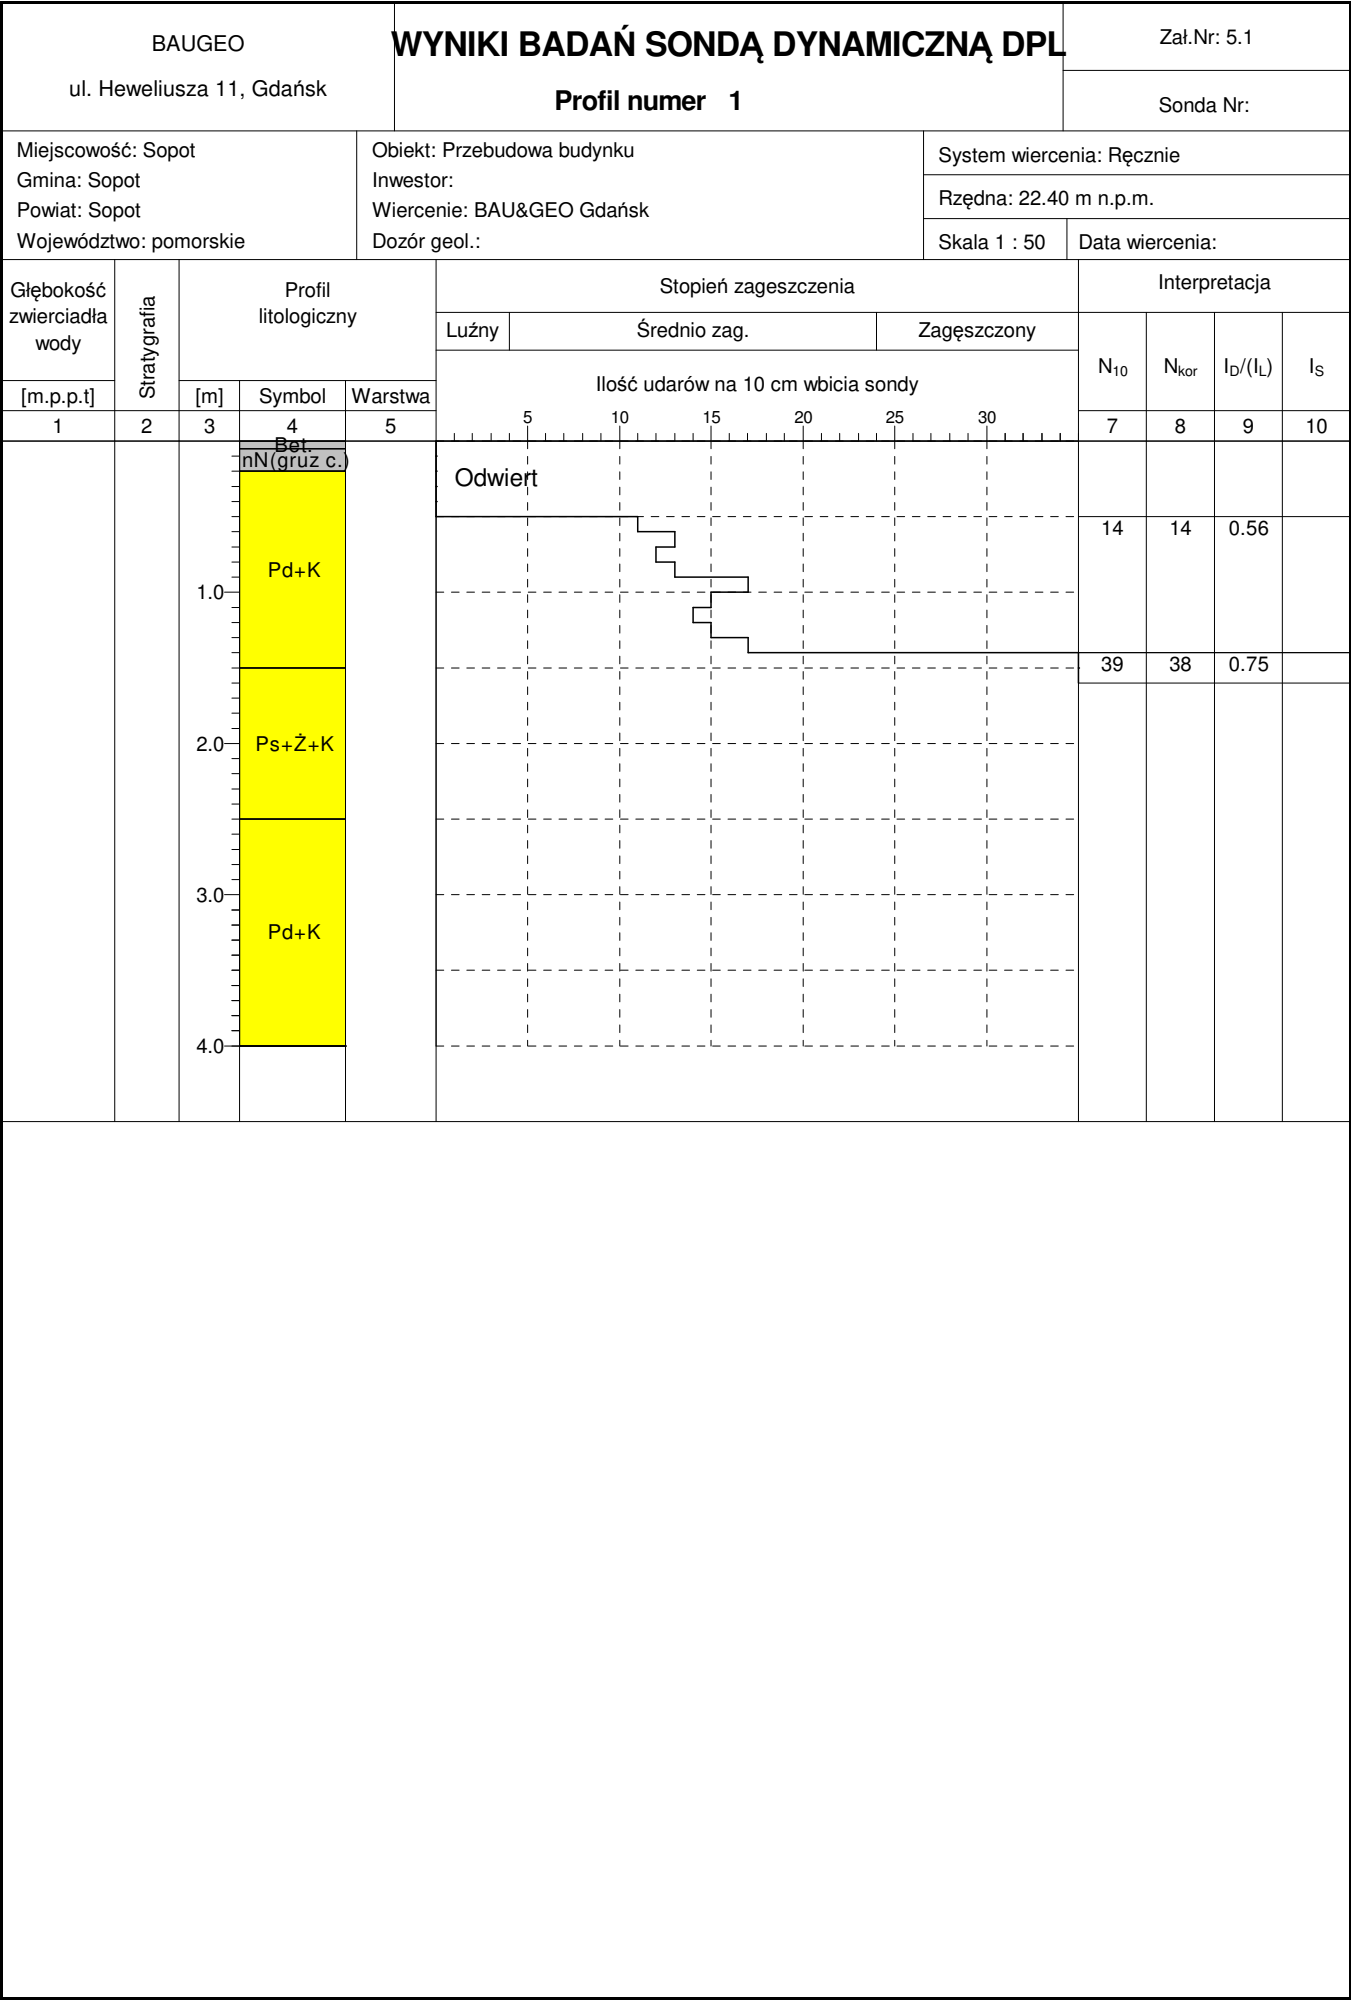 BAUGEO
ul. Heweliusza 11, Gdańsk
WYNIKI BADAŃ SONDĄ DYNAMICZNĄ DPL
Profil numer 1
Zał.Nr: 5.1
Sonda Nr:
Miejscowość: Sopot
Gmina: Sopot
Powiat: Sopot
Województwo: pomorskie
Obiekt: Przebudowa budynku
Inwestor:
Wiercenie: BAU&GEO Gdańsk
Dozór geol.:
System wiercenia: Ręcznie
Rzędna: 22.40 m n.p.m.
Skala 1 : 50
Data wiercenia:
Głębokość
zwierciadła
wody
[m.p.p.t]
Stratygrafia
Profil
litologiczny
[m]
Symbol
Warstwa
Stopień zageszczenia
Luźny
Średnio zag.
Zagęszczony
Ilość udarów na 10 cm wbicia sondy
5 10 15 20 25 30
Interpretacja
N10
Nkor
ID/(IL)
IS
1 2 3 4 5 7 8 9 10
Bet.
nN(gruz c.)
Odwiert
14 14 0.56
Pd+K
1.0
39 38 0.75
2.0
Ps+Ż+K
3.0
Pd+K
4.0